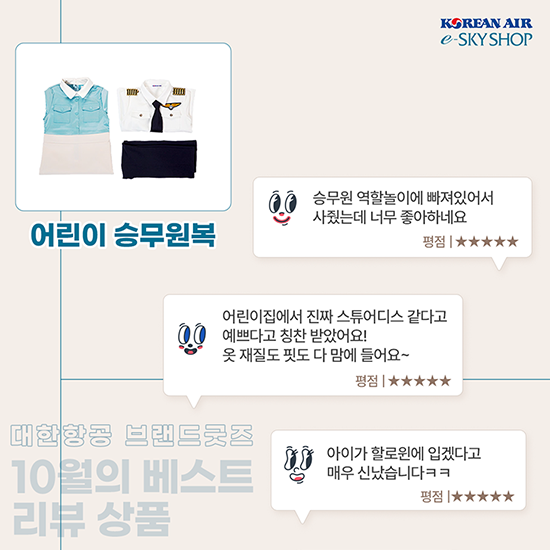 KOREAN AIR
e-SKYSHOP
어린이 승무원복
승무원 역할놀이에 빠져있어서
사줬는데 너무 좋아하네요
평점 | ★★★★★
어린이집에서 진짜 스튜어디스 같다고
예쁘다고 칭찬 받았어요!
옷 재질도 핏도 다 맘에 들어요~
평점 | ★★★★★
아이가 할로윈에 입겠다고
매우 신났습니다ㅋㅋ
평점 | ★★★★★
대한항공 브랜드굿즈
10월의 베스트
리뷰 상품